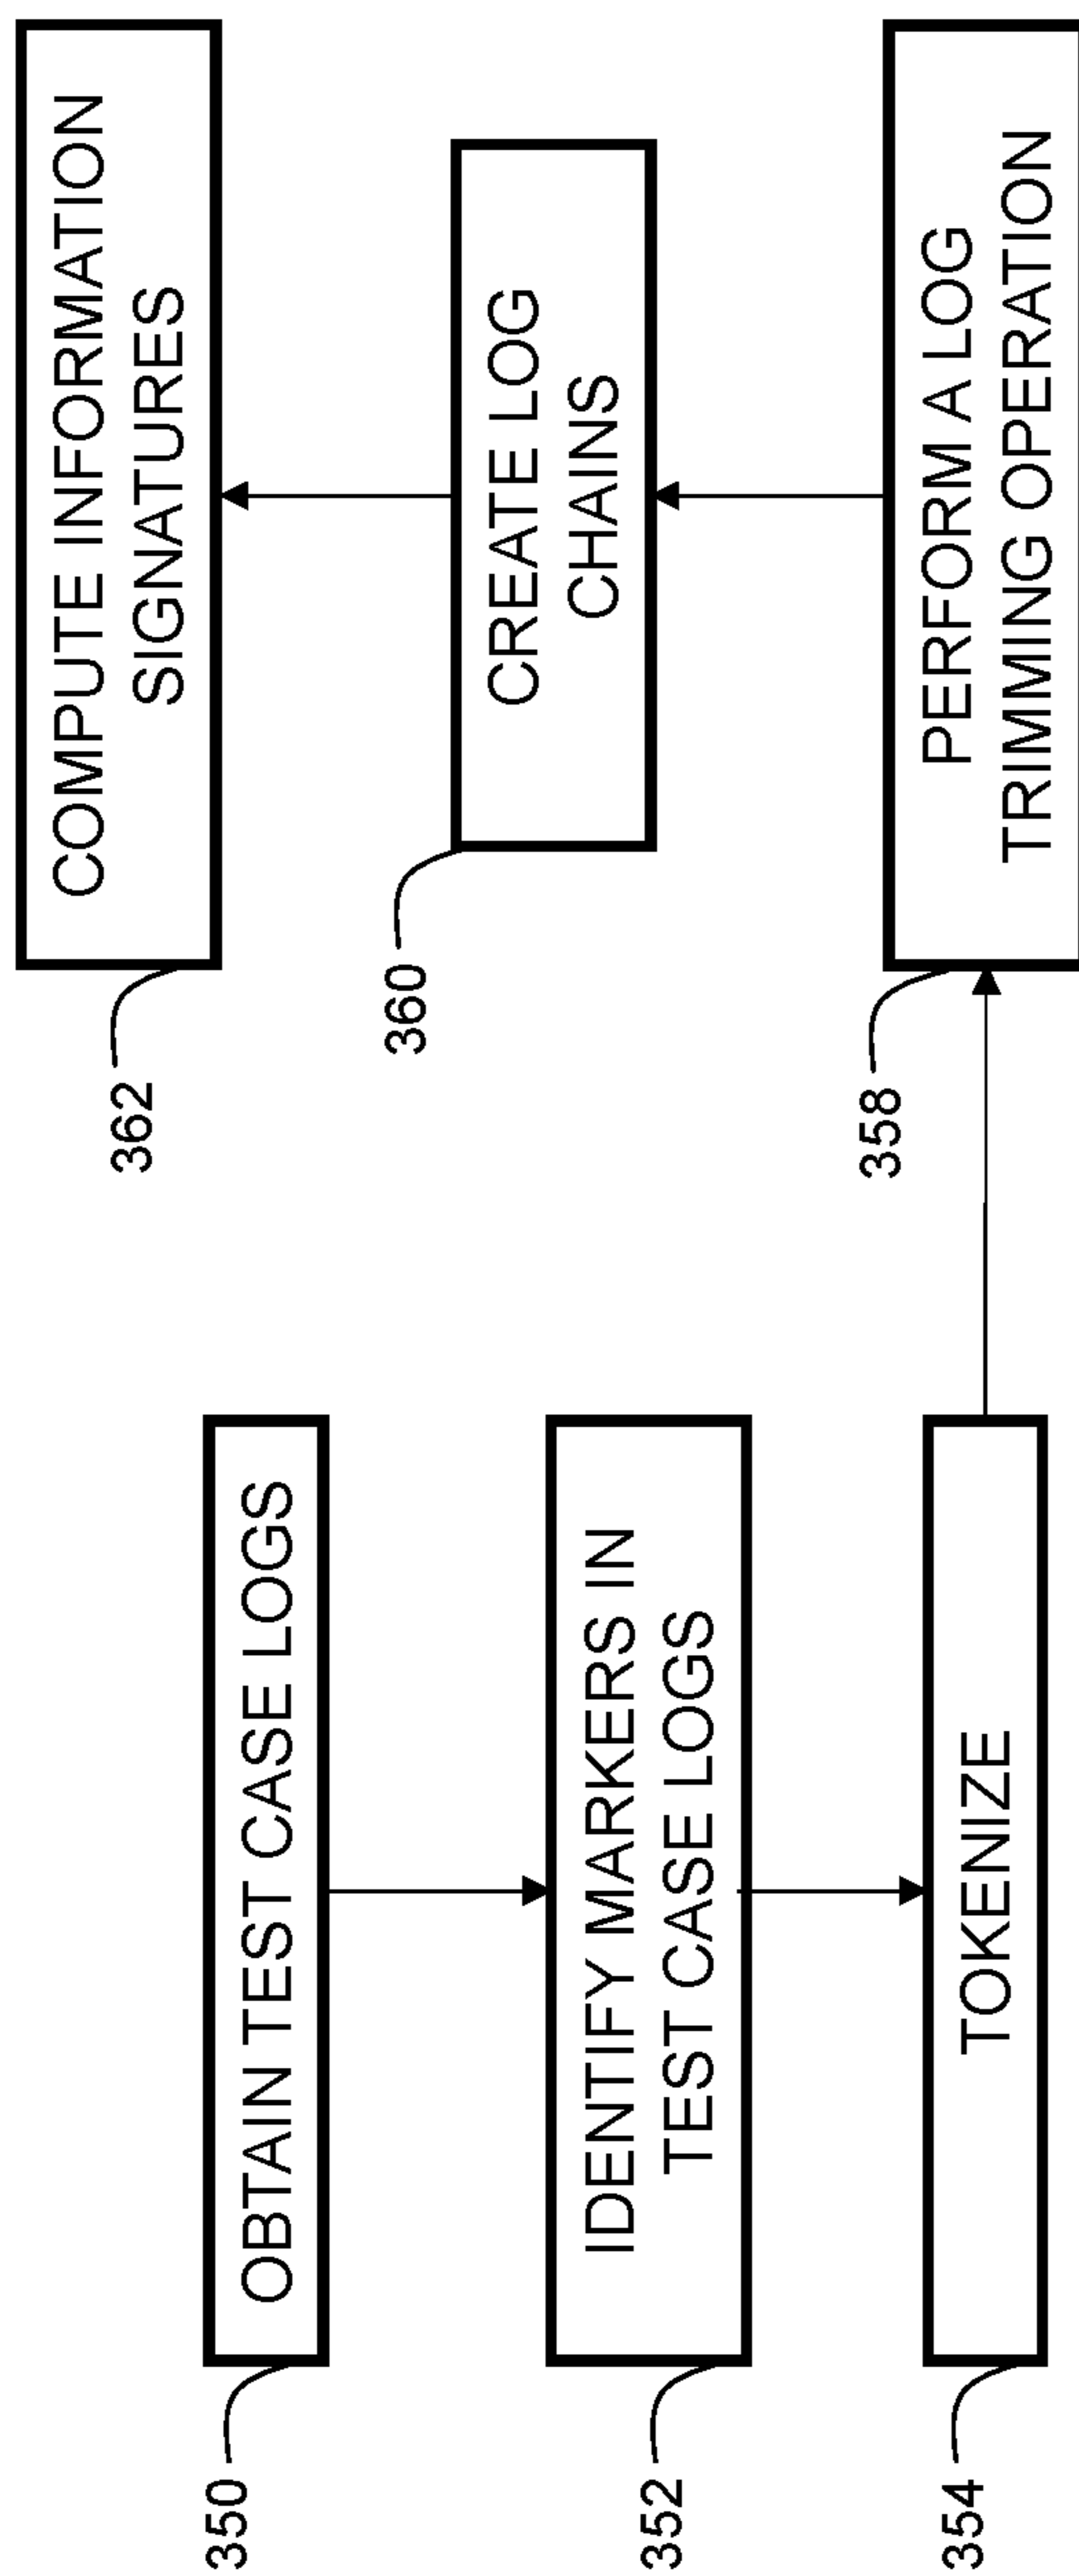 350
OBTAIN TEST CASE LOGS
352
IDENTIFY MARKERS IN
TEST CASE LOGS
354
TOKENIZE
358
PERFORM A LOG
TRIMMING OPERATION
360
CREATE LOG
CHAINS
362
COMPUTE INFORMATION
SIGNATURES